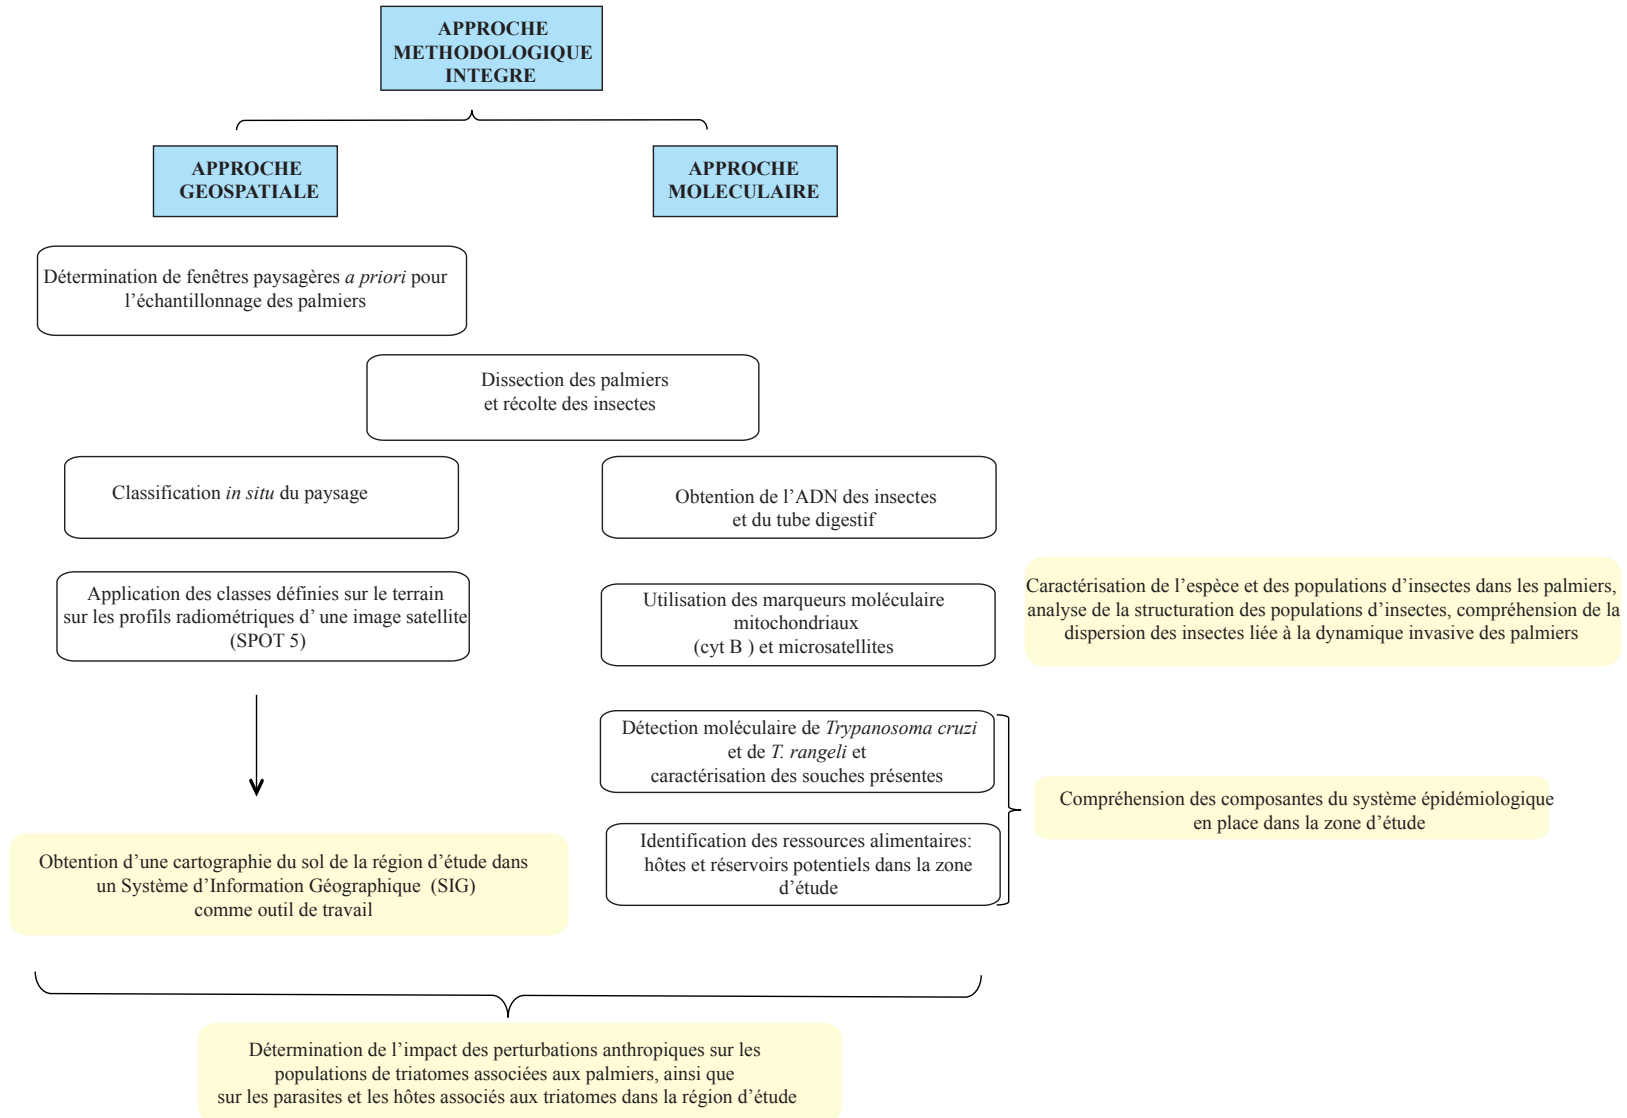 APPROCHE
METHODOLOGIQUE
INTEGRE
APPROCHE
GEOSPATIALE
APPROCHE
MOLECULAIRE
Détermination de fenêtres paysagères a priori pour
l'échantillonnage des palmiers
Dissection des palmiers
et récolte des insectes
Classification in situ du paysage
Obtention de l'ADN des insectes
et du tube digestif
Application des classes définies sur le terrain
sur les profils radiométriques d' une image satellite
(SPOT 5)
Utilisation des marqueurs moléculaire
mitochondriaux
(cyt B ) et microsatellites
Caractérisation de l'espèce et des populations d'insectes dans les palmiers,
analyse de la structuration des populations d'insectes, compréhension de la
dispersion des insectes liée à la dynamique invasive des palmiers
Détection moléculaire de Trypanosoma cruzi
et de T. rangeli et
caractérisation des souches présentes
Compréhension des composantes du système épidémiologique
en place dans la zone d'étude
Identification des ressources alimentaires:
hôtes et réservoirs potentiels dans la zone
d'étude
Obtention d'une cartographie du sol de la région d'étude dans
un Système d'Information Géographique (SIG)
comme outil de travail
Détermination de l'impact des perturbations anthropiques sur les
populations de triatomes associées aux palmiers, ainsi que
sur les parasites et les hôtes associés aux triatomes dans la région d'étude